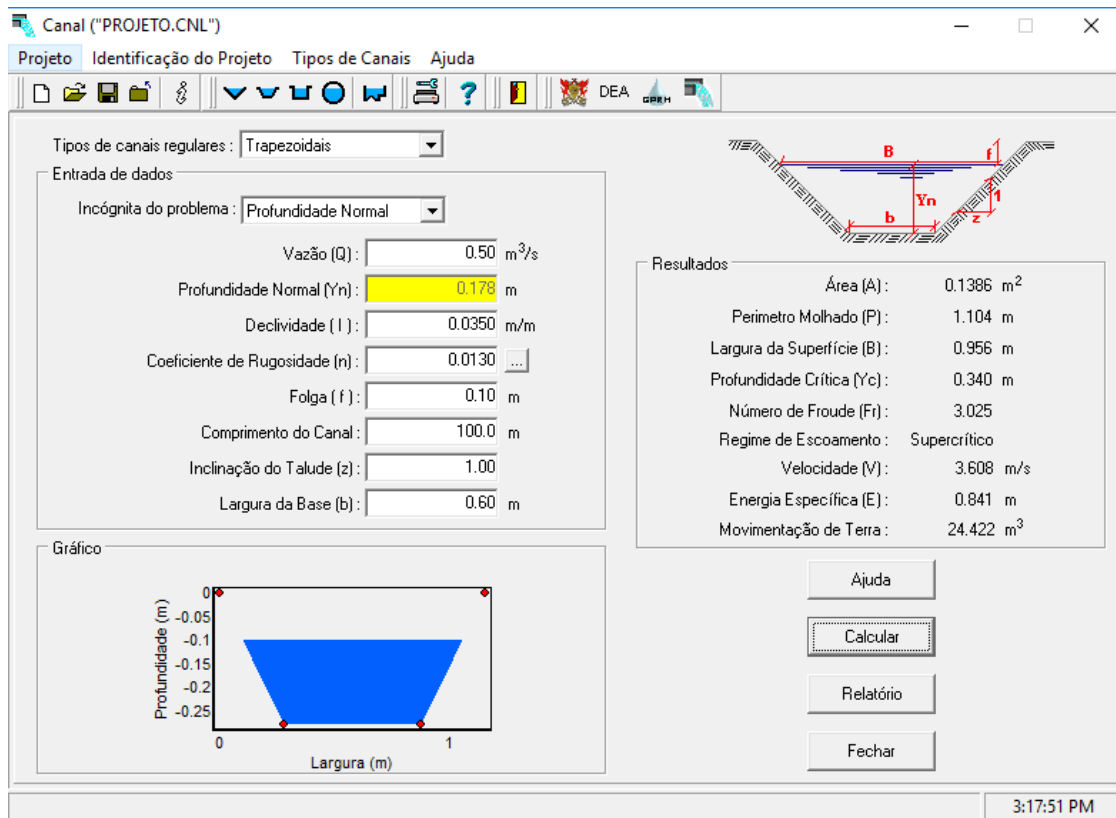 Canal ("PROJETO.CNL")
Projeto Identificação do Projeto Tipos de Canais Ajuda
DEA GPRH
Tipos de canais regulares : Trapezoidais
Entrada de dados
Incógnita do problema : Profundidade Normal
Vazão (Q) : 0.50 m³/s
Profundidade Normal (Yn) : 0.178 m
Declividade ( I ) : 0.0350 m/m
Coeficiente de Rugosidade (n) : 0.0130 ...
Folga ( f ) : 0.10 m
Comprimento do Canal : 100.0 m
Inclinação do Talude (z) : 1.00
Largura da Base (b) : 0.60 m
B
f
Yn
1
b
z
Resultados
Área (A) : 0.1386 m²
Perimetro Molhado (P) : 1.104 m
Largura da Superfície (B) : 0.956 m
Profundidade Crítica (Yc) : 0.340 m
Número de Froude (Fr) : 3.025
Regime de Escoamento : Supercrítico
Velocidade (V) : 3.608 m/s
Energia Específica (E) : 0.841 m
Movimentação de Terra : 24.422 m³
Gráfico
Profundidade (m)
0
-0.05
-0.1
-0.15
-0.2
-0.25
0 1
Largura (m)
Ajuda
Calcular
Relatório
Fechar
3:17:51 PM